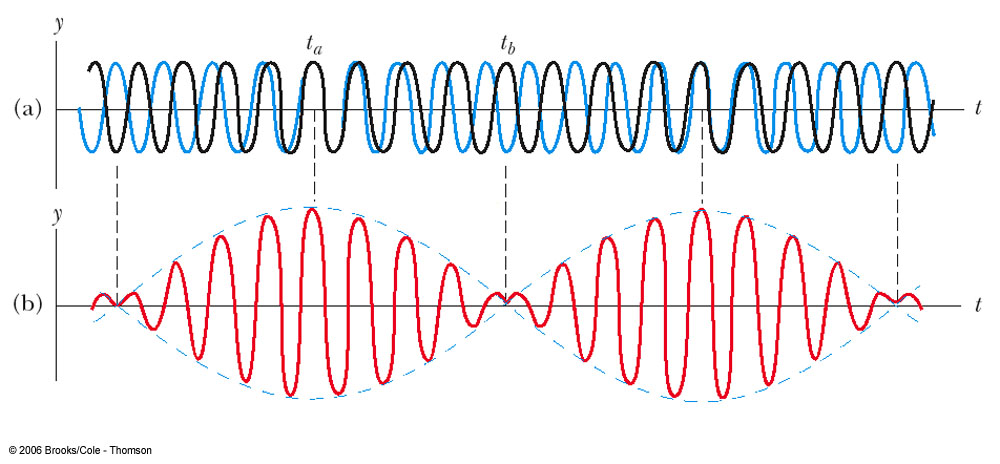 y
t_a t_b
(a) t
y
(b) t
© 2006 Brooks/Cole - Thomson